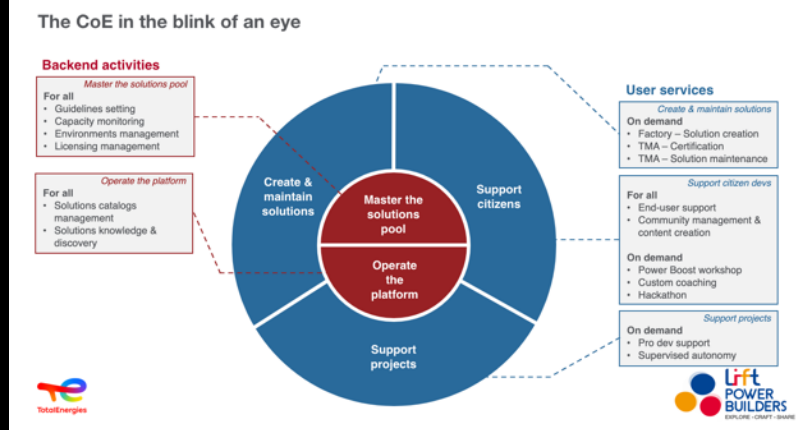 The CoE in the blink of an eye
Backend activities
Master the solutions pool
For all
• Guidelines setting
• Capacity monitoring
• Environments management
• Licensing management
Operate the platform
For all
• Solutions catalogs
management
• Solutions knowledge &
discovery
Create &
maintain
solutions
Support
citizens
Master the
solutions
pool
Operate
the
platform
Support
projects
User services
Create & maintain solutions
On demand
• Factory – Solution creation
• TMA – Certification
• TMA – Solution maintenance
Support citizen devs
For all
• End-user support
• Community management &
content creation
On demand
• Power Boost workshop
• Custom coaching
• Hackathon
Support projects
On demand
• Pro dev support
• Supervised autonomy
TotalEnergies
Lift
POWER
BUILDERS
EXPLORE - CRAFT - SHARE